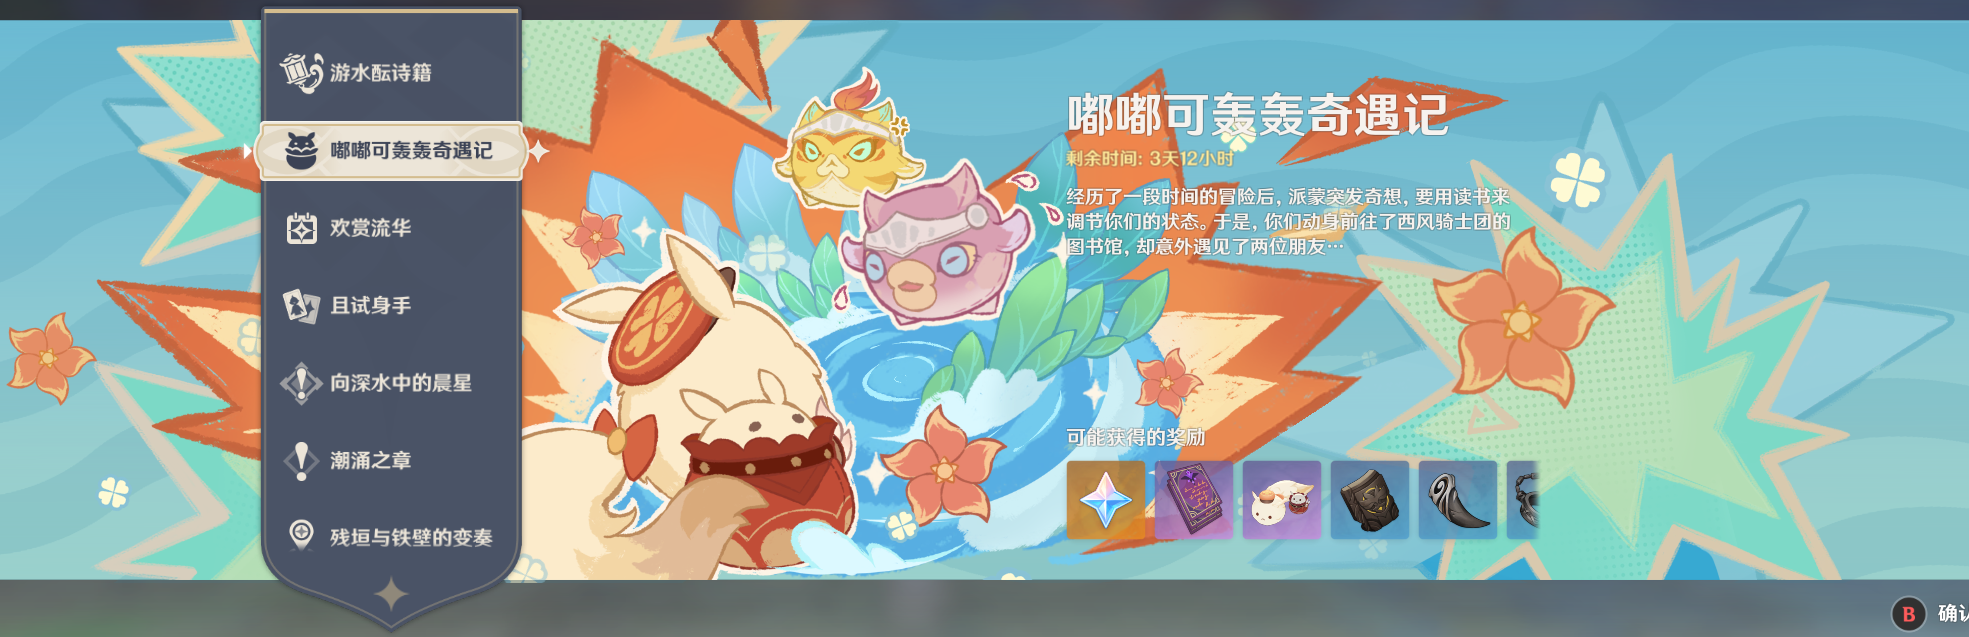 游水酝诗籍
嘟嘟可轰轰奇遇记
欢赏流华
且试身手
向深水中的晨星
潮涌之章
残垣与铁壁的变奏
嘟嘟可轰轰奇遇记
剩余时间: 3天12小时
经历了一段时间的冒险后, 派蒙突发奇想, 要用读书来
调节你们的状态。于是, 你们动身前往了西风骑士团的
图书馆, 却意外遇见了两位朋友…
可能获得的奖励
B 确认